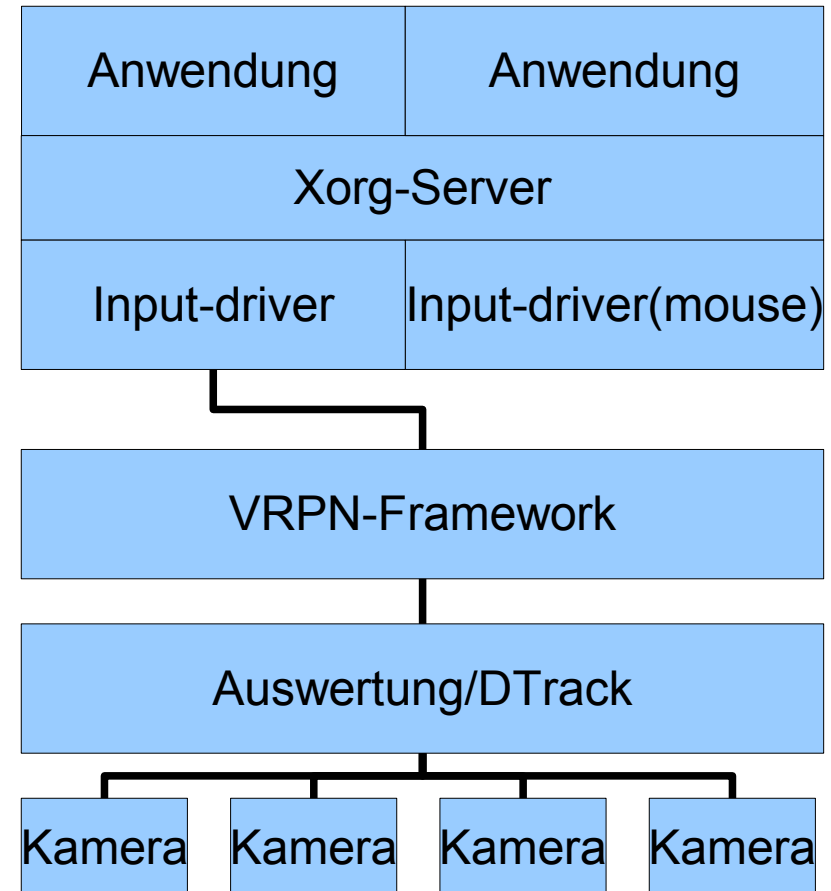 Anwendung
Anwendung
Xorg-Server
Input-driver
Input-driver(mouse)
VRPN-Framework
Auswertung/DTrack
Kamera
Kamera
Kamera
Kamera